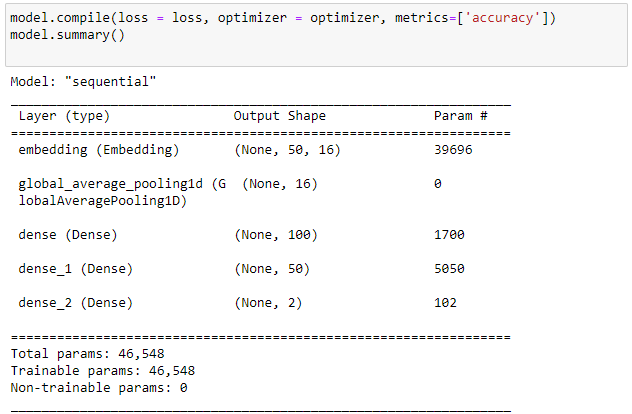 model.compile(loss = loss, optimizer = optimizer, metrics=['accuracy'])
model.summary()
Model: "sequential"
_________________________________________________________________
Layer (type) Output Shape Param #
=================================================================
embedding (Embedding) (None, 50, 16) 39696
global_average_pooling1d (G (None, 16) 0
lobalAveragePooling1D)
dense (Dense) (None, 100) 1700
dense_1 (Dense) (None, 50) 5050
dense_2 (Dense) (None, 2) 102
=================================================================
Total params: 46,548
Trainable params: 46,548
Non-trainable params: 0
_________________________________________________________________